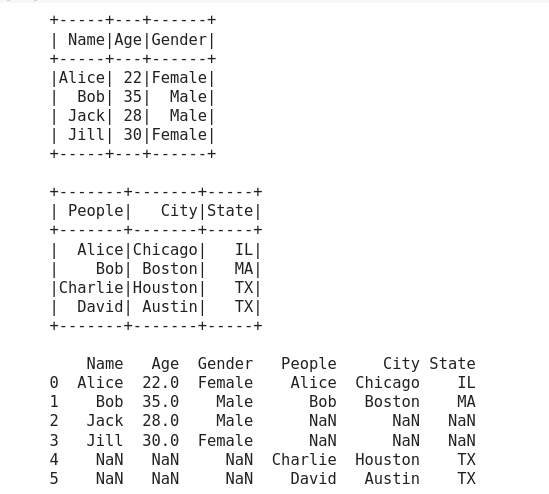 +-----+---+------+
| Name|Age|Gender|
+-----+---+------+
|Alice| 22|Female|
|  Bob| 35|  Male|
| Jack| 28|  Male|
| Jill| 30|Female|
+-----+---+------+
+-------+-------+-----+
| People|   City|State|
+-------+-------+-----+
|  Alice|Chicago|   IL|
|    Bob| Boston|   MA|
|Charlie|Houston|   TX|
|  David| Austin|   TX|
+-------+-------+-----+
    Name   Age  Gender   People     City State
0  Alice  22.0  Female    Alice  Chicago    IL
1    Bob  35.0    Male      Bob   Boston    MA
2   Jack  28.0    Male      NaN      NaN   NaN
3   Jill  30.0  Female      NaN      NaN   NaN
4    NaN   NaN     NaN  Charlie  Houston    TX
5    NaN   NaN     NaN    David   Austin    TX